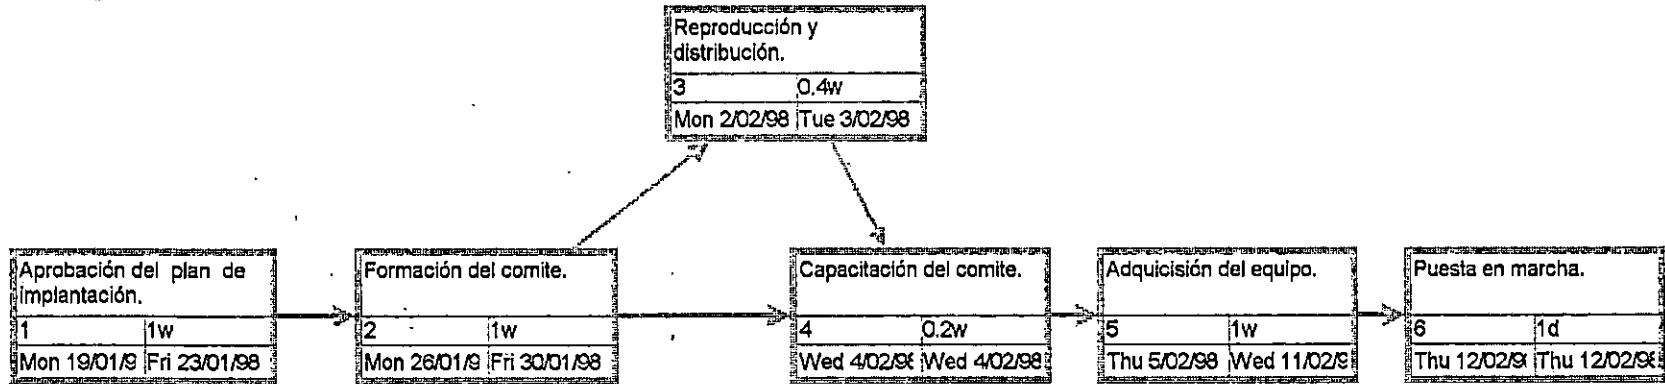 Reproducción y
distribución.
3 0.4w
Mon 2/02/98 Tue 3/02/98
Aprobación del plan de
implantación.
1 1w
Mon 19/01/9 Fri 23/01/98
Formación del comite.
2 1w
Mon 26/01/9 Fri 30/01/98
Capacitación del comite.
4 0.2w
Wed 4/02/98 Wed 4/02/98
Adquicisión del equipo.
5 1w
Thu 5/02/98 Wed 11/02/9
Puesta en marcha.
6 1d
Thu 12/02/98 Thu 12/02/98